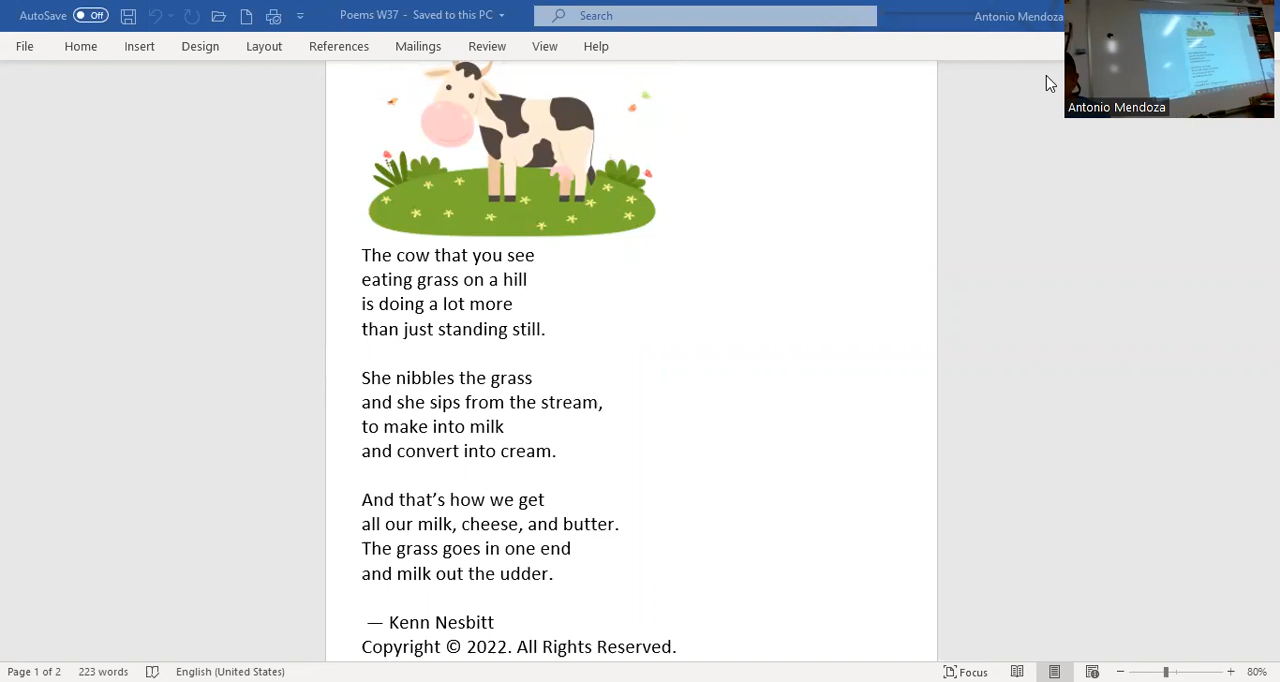 AutoSave Off Poems W37 - Saved to this PC Search Antonio Mendoza
File Home Insert Design Layout References Mailings Review View Help
Antonio Mendoza
The cow that you see
eating grass on a hill
is doing a lot more
than just standing still.
She nibbles the grass
and she sips from the stream,
to make into milk
and convert into cream.
And that’s how we get
all our milk, cheese, and butter.
The grass goes in one end
and milk out the udder.
— Kenn Nesbitt
Copyright © 2022. All Rights Reserved.
Page 1 of 2 223 words English (United States) Focus 80%